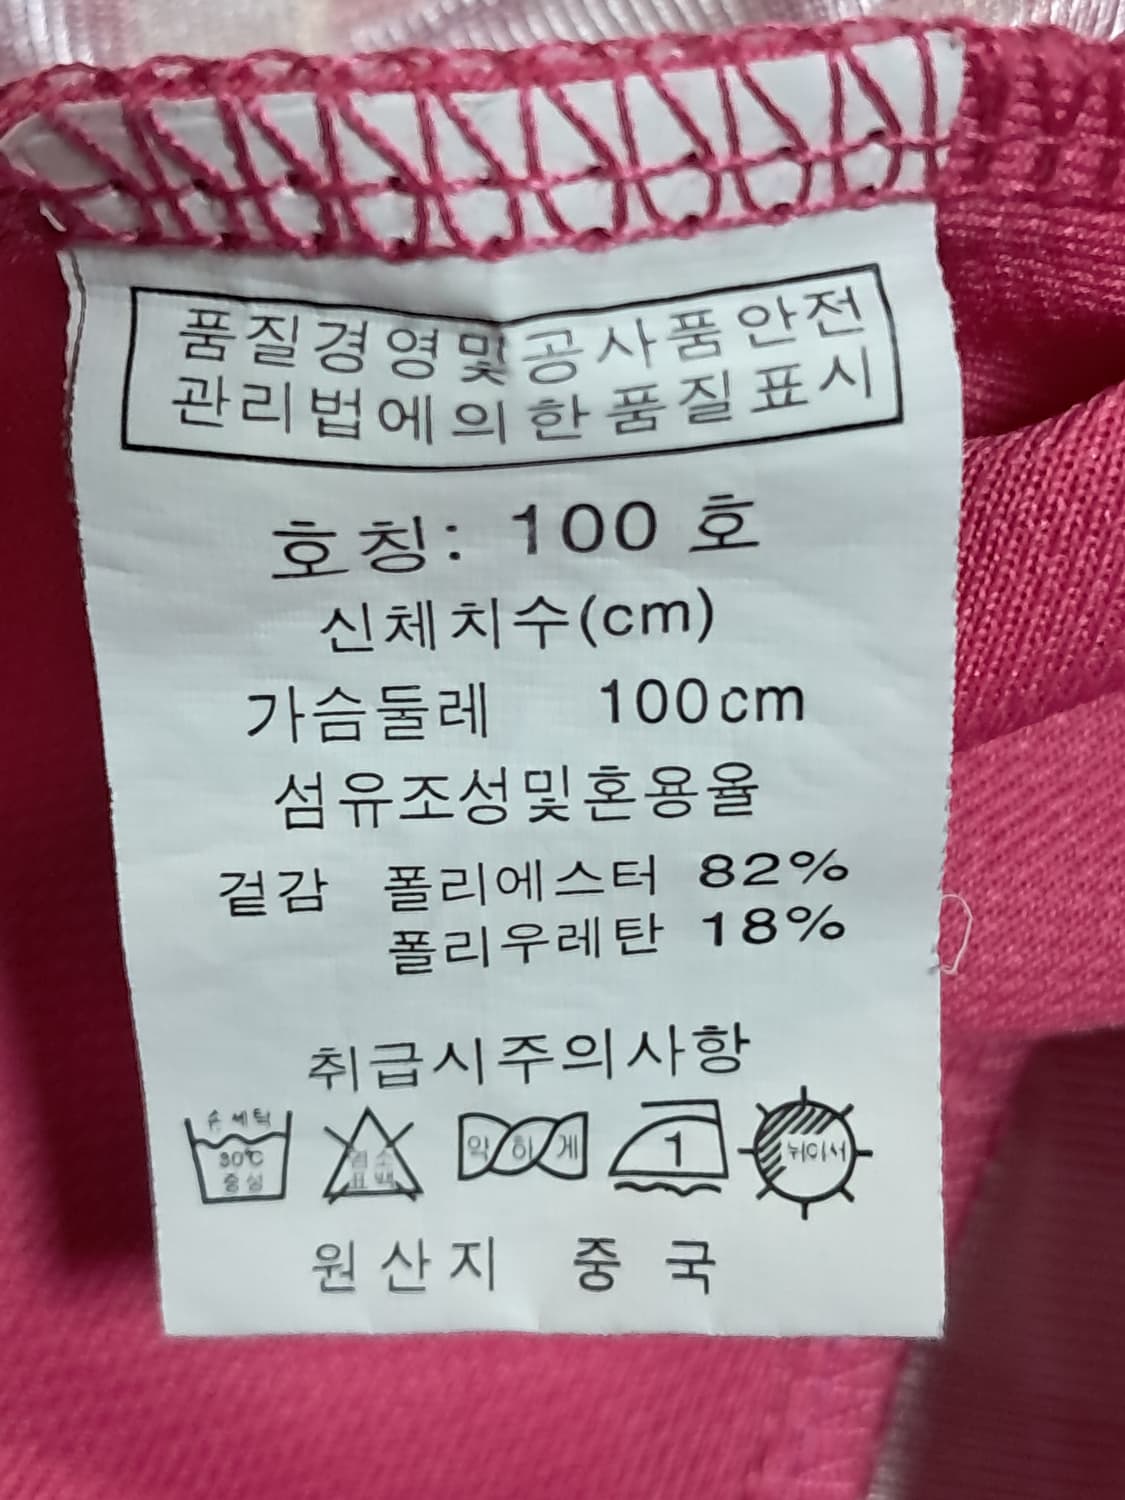 품질경영및공사품안전
관리법에의한품질표시
호칭: 100 호
신체치수(cm)
가슴둘레 100cm
섬유조성및혼용율
겉감 폴리에스터 82%
폴리우레탄 18%
취급시주의사항
손세탁
30℃
중성
염소
표백
약하게
1
뉘어서
원산지 중국